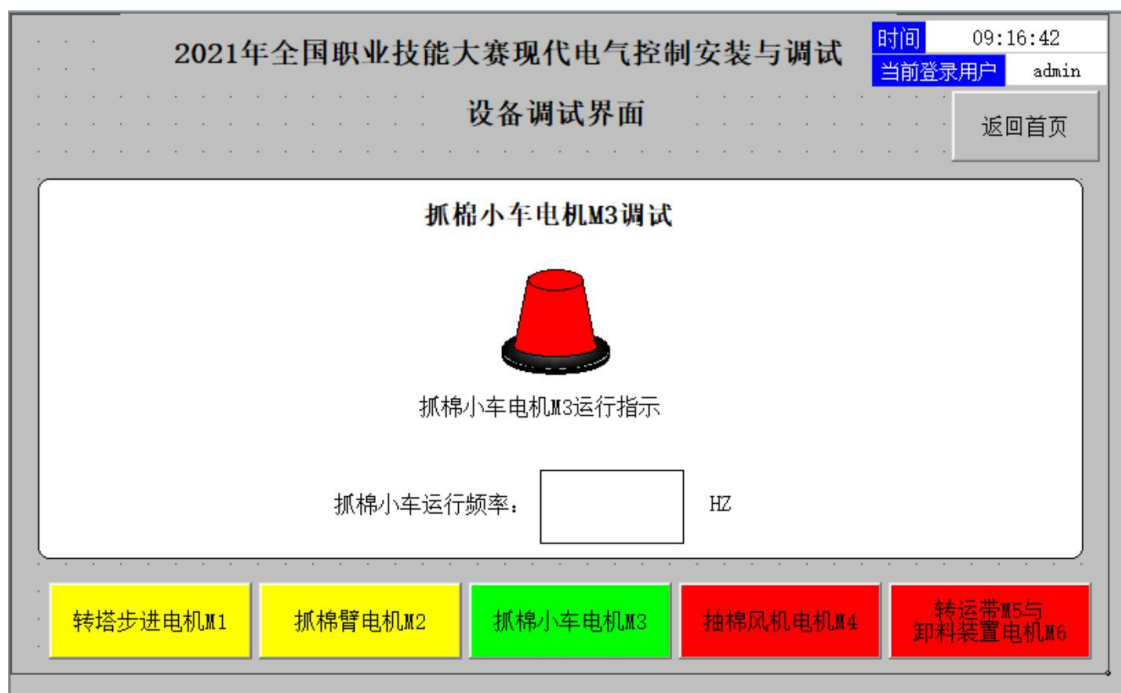 2021年全国职业技能大赛现代电气控制安装与调试
时间 09:16:42
当前登录用户 admin
设备调试界面
返回首页
抓棉小车电机M3调试
抓棉小车电机M3运行指示
抓棉小车运行频率： HZ
转塔步进电机M1
抓棉臂电机M2
抓棉小车电机M3
抽棉风机电机M4
转运带M5与
卸料装置电机M6